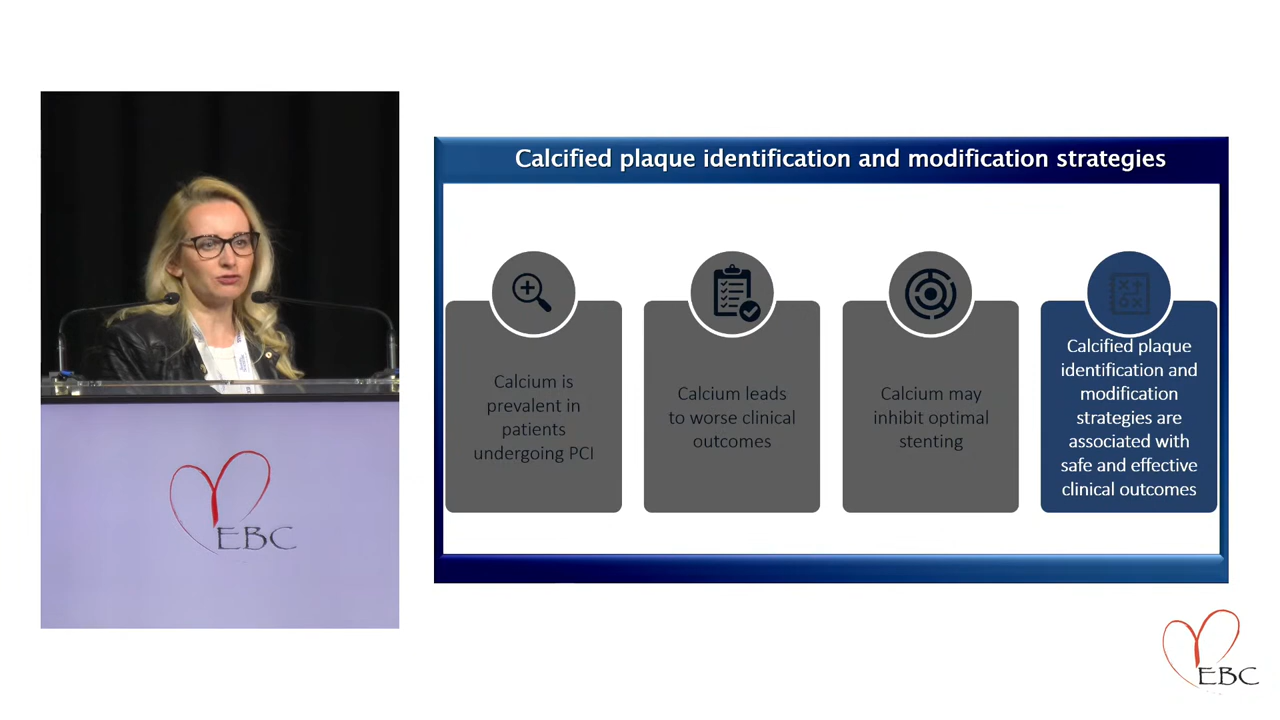 Calcified plaque identification and modification strategies
Calcium is
prevalent in
patients
undergoing PCI
Calcium leads
to worse clinical
outcomes
Calcium may
inhibit optimal
stenting
Calcified plaque
identification and
modification
strategies are
associated with
safe and effective
clinical outcomes
EBC
EBC